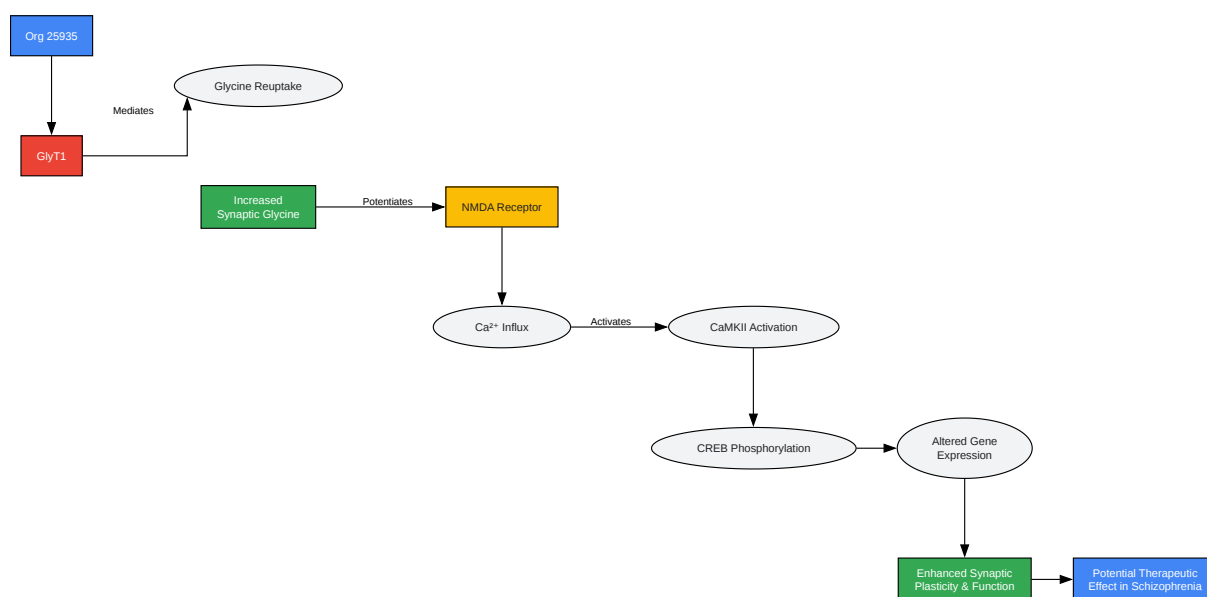 Org 25935
Glycine Reuptake
Mediates
GlyT1
Increased
Synaptic Glycine
Potentiates
NMDA Receptor
Ca²⁺ Influx
Activates
CaMKII Activation
CREB Phosphorylation
Altered Gene
Expression
Enhanced Synaptic
Plasticity & Function
Potential Therapeutic
Effect in Schizophrenia